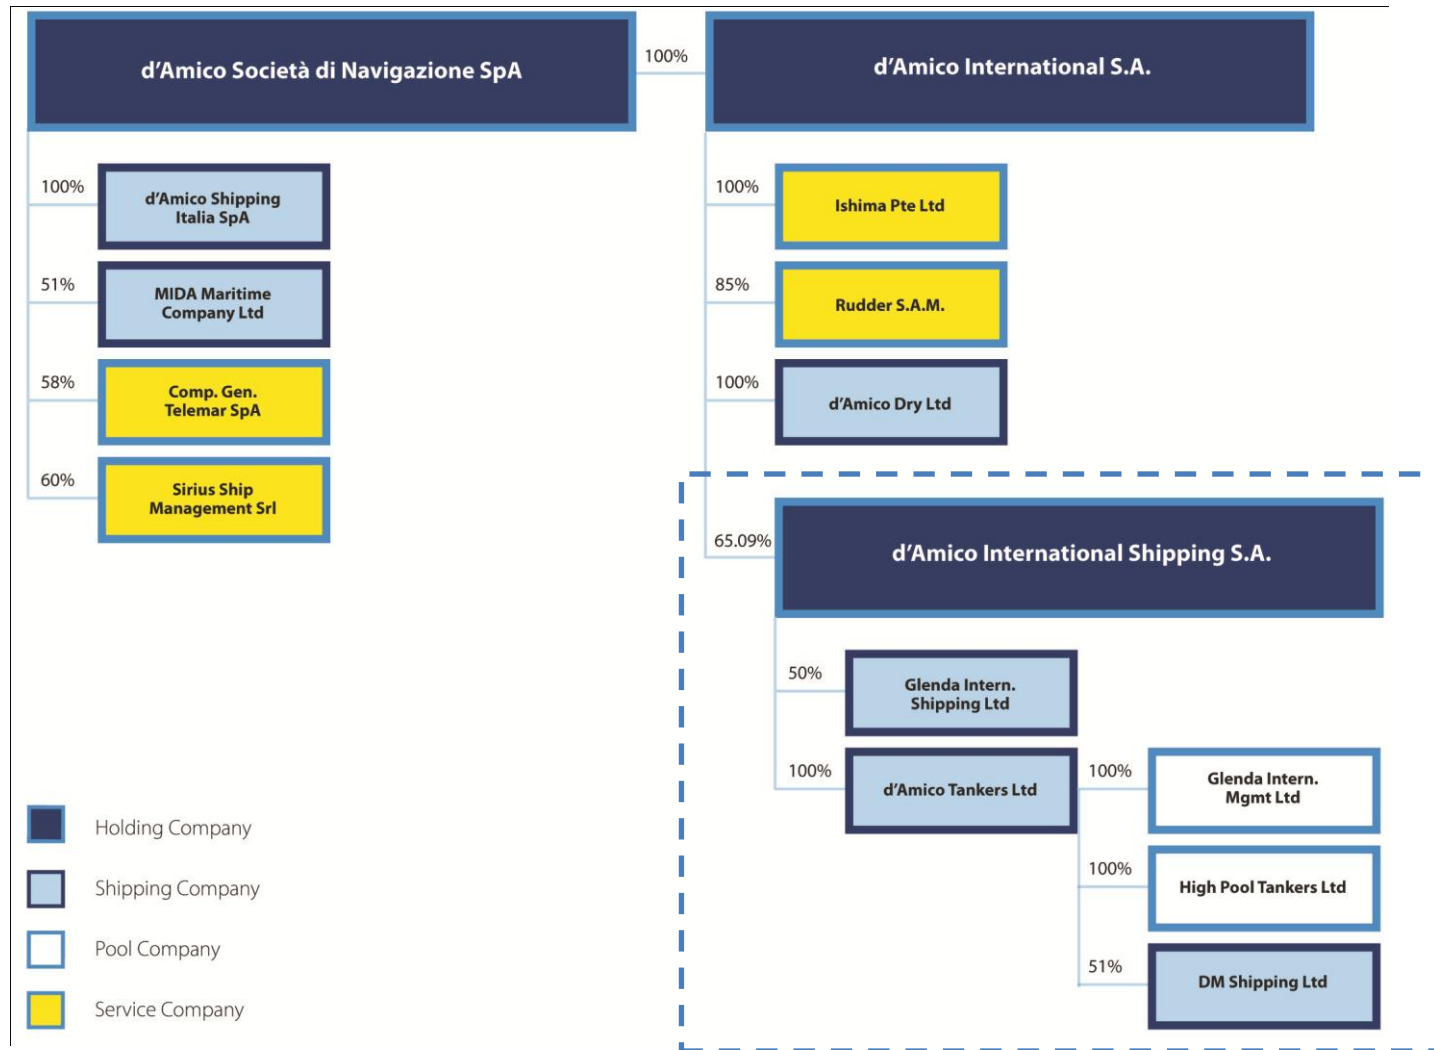 d’Amico Società di Navigazione SpA
100%
d’Amico International S.A.
100%
d’Amico Shipping
Italia SpA
51%
MIDA Maritime
Company Ltd
58%
Comp. Gen.
Telemar SpA
60%
Sirius Ship
Management Srl
100%
Ishima Pte Ltd
85%
Rudder S.A.M.
100%
d’Amico Dry Ltd
65.09%
d’Amico International Shipping S.A.
50%
Glenda Intern.
Shipping Ltd
100%
d’Amico Tankers Ltd
100%
Glenda Intern.
Mgmt Ltd
100%
High Pool Tankers Ltd
51%
DM Shipping Ltd
Holding Company
Shipping Company
Pool Company
Service Company